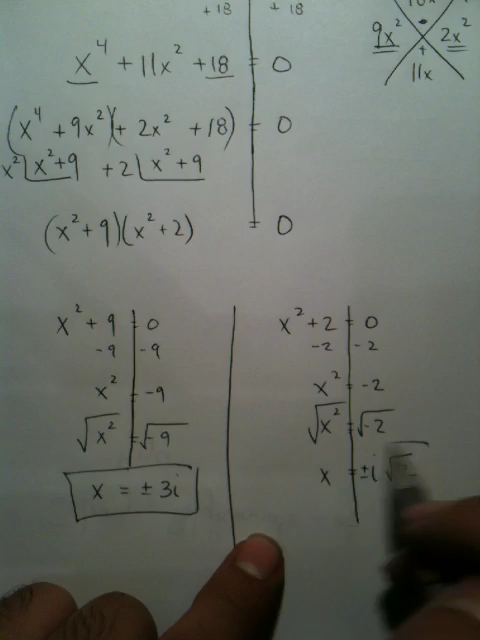 +18 + 18
x⁴ + 11x² + 18 = 0
9x² 2x²
+
11x
(x⁴ + 9x²)(+ 2x² + 18) = 0
x² x² + 9 + 2 x² + 9
(x² + 9)(x² + 2) = 0
x² + 9 = 0
-9 -9
x² = -9
√x² = √-9
x = ± 3i
x² + 2 = 0
-2 -2
x² = -2
√x² = √-2
x = ± i